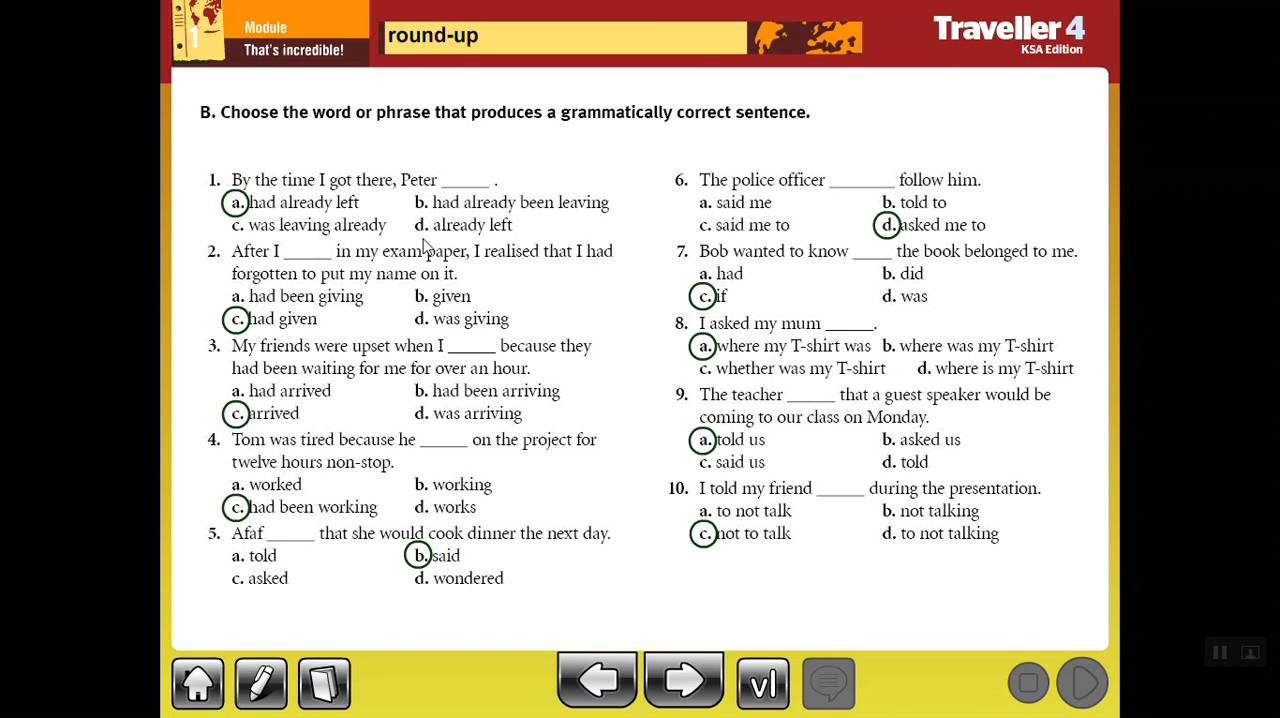 1
Module
That's incredible!
round-up
Traveller 4
KSA Edition
B. Choose the word or phrase that produces a grammatically correct sentence.
1. By the time I got there, Peter ______ .
a. had already left b. had already been leaving
c. was leaving already d. already left
2. After I ______ in my exam paper, I realised that I had
forgotten to put my name on it.
a. had been giving b. given
c. had given d. was giving
3. My friends were upset when I ______ because they
had been waiting for me for over an hour.
a. had arrived b. had been arriving
c. arrived d. was arriving
4. Tom was tired because he ______ on the project for
twelve hours non-stop.
a. worked b. working
c. had been working d. works
5. Afaf ______ that she would cook dinner the next day.
a. told b. said
c. asked d. wondered
6. The police officer ________ follow him.
a. said me b. told to
c. said me to d. asked me to
7. Bob wanted to know _____ the book belonged to me.
a. had b. did
c. if d. was
8. I asked my mum ______.
a. where my T-shirt was b. where was my T-shirt
c. whether was my T-shirt d. where is my T-shirt
9. The teacher ______ that a guest speaker would be
coming to our class on Monday.
a. told us b. asked us
c. said us d. told
10. I told my friend ______ during the presentation.
a. to not talk b. not talking
c. not to talk d. to not talking
vl